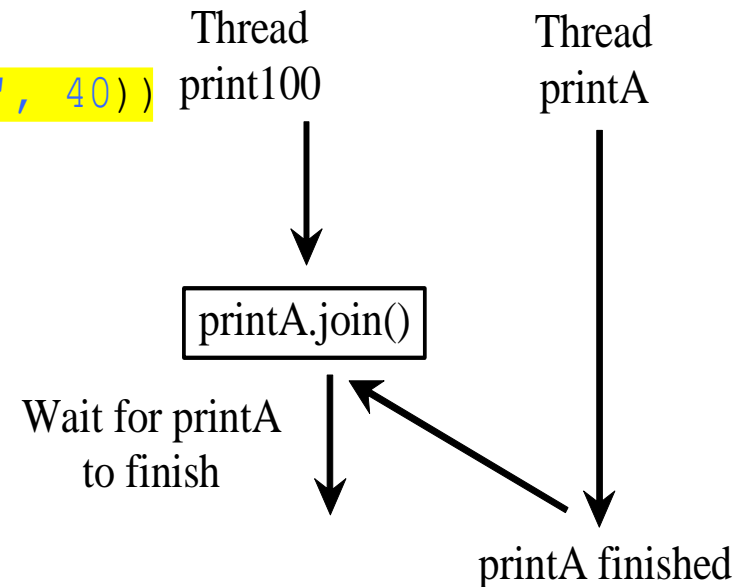 ', 40))
Thread
print100
Thread
printA
printA.join()
Wait for printA
to finish
printA finished